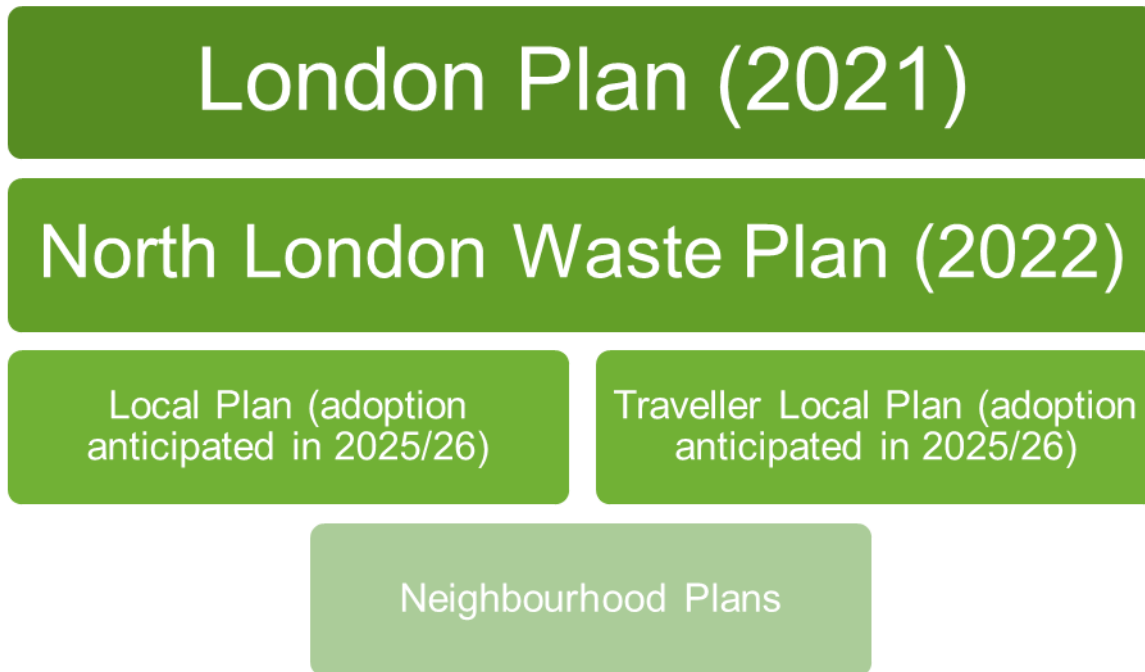 London Plan (2021)
North London Waste Plan (2022)
Local Plan (adoption
anticipated in 2025/26)
Traveller Local Plan (adoption
anticipated in 2025/26)
Neighbourhood Plans